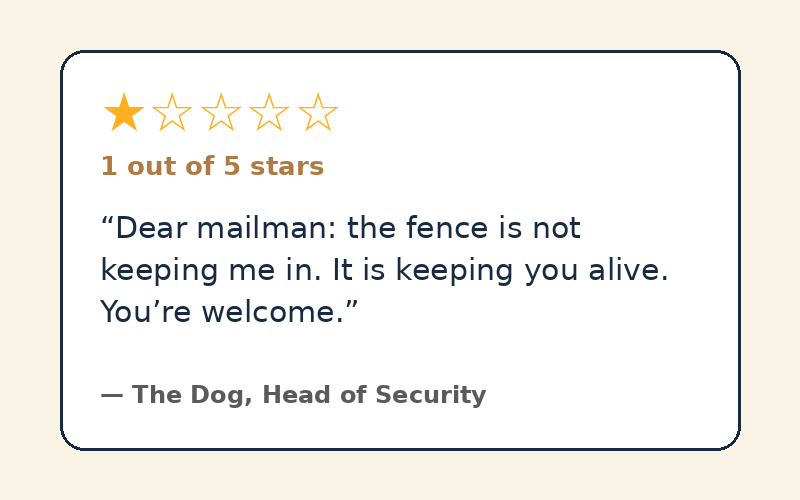 ★☆☆☆☆
1 out of 5 stars
“Dear mailman: the fence is not
keeping me in. It is keeping you alive.
You’re welcome.”
— The Dog, Head of Security